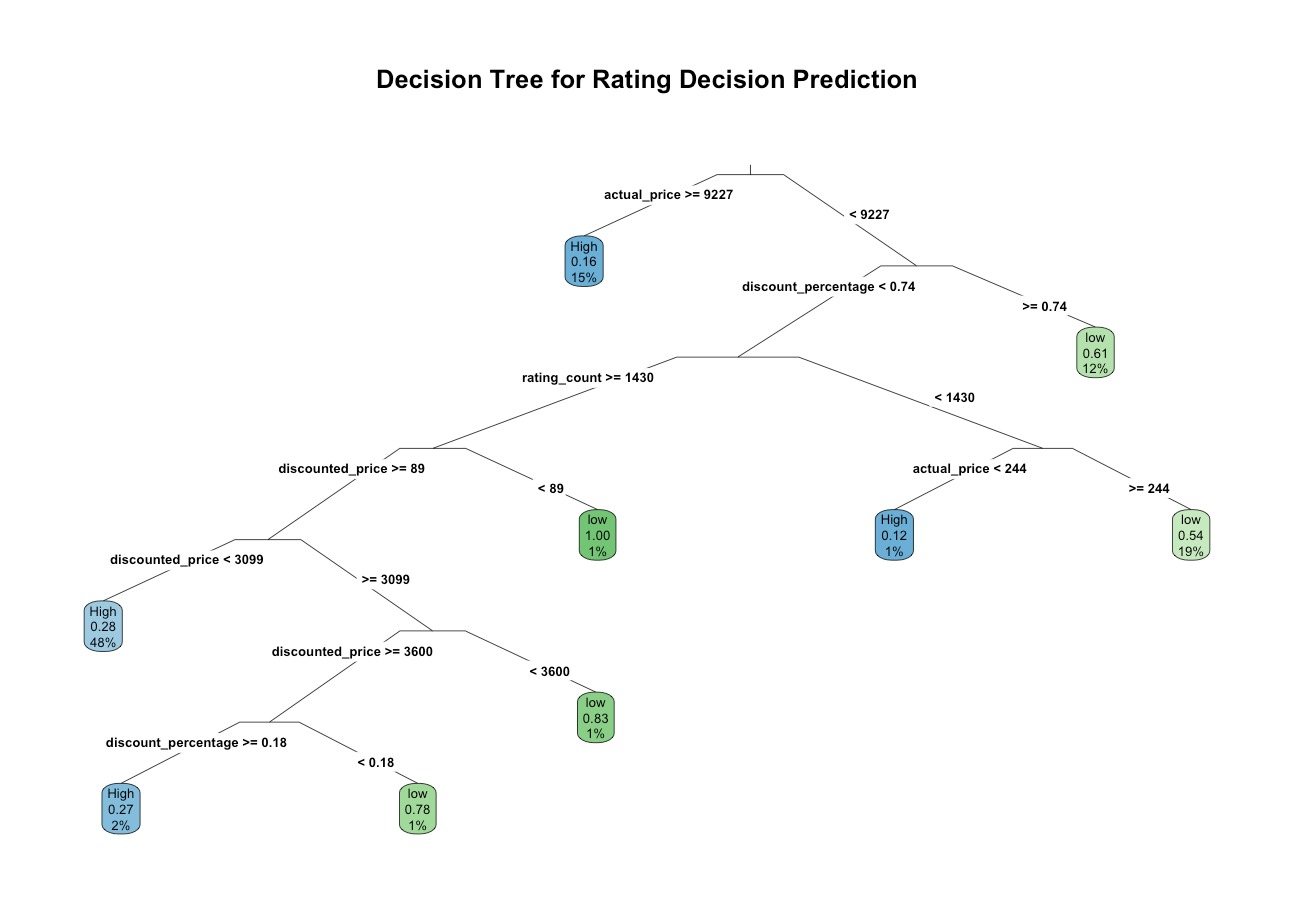 Decision Tree for Rating Decision Prediction
actual_price >= 9227
< 9227
High
0.16
15%
discount_percentage < 0.74
>= 0.74
low
0.61
12%
rating_count >= 1430
< 1430
discounted_price >= 89
< 89
actual_price < 244
>= 244
low
1.00
1%
High
0.12
1%
low
0.54
19%
discounted_price < 3099
>= 3099
High
0.28
48%
discounted_price >= 3600
< 3600
low
0.83
1%
discount_percentage >= 0.18
< 0.18
High
0.27
2%
low
0.78
1%